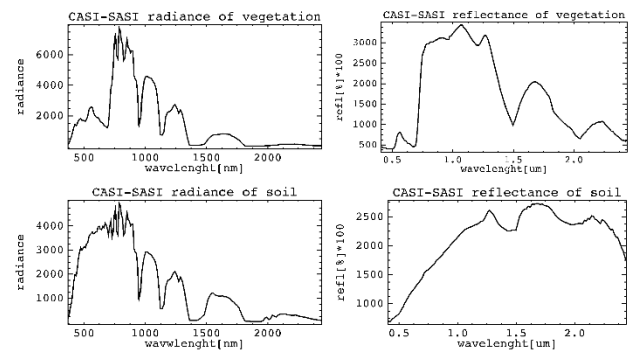 CASI-SASI radiance of vegetation
radiance
6000
4000
2000
500 1000 1500 2000
wavelenght[nm]
CASI-SASI reflectance of vegetation
refl[%]*100
3000
2500
2000
1500
1000
500
0.5 1.0 1.5 2.0
wavelenght[um]
CASI-SASI radiance of soil
radiance
5000
4000
3000
2000
1000
500 1000 1500 2000
wavwlenght[nm]
CASI-SASI reflectance of soil
refl[%]*100
2500
2000
1500
1000
0.5 1.0 1.5 2.0
wavelenght[um]